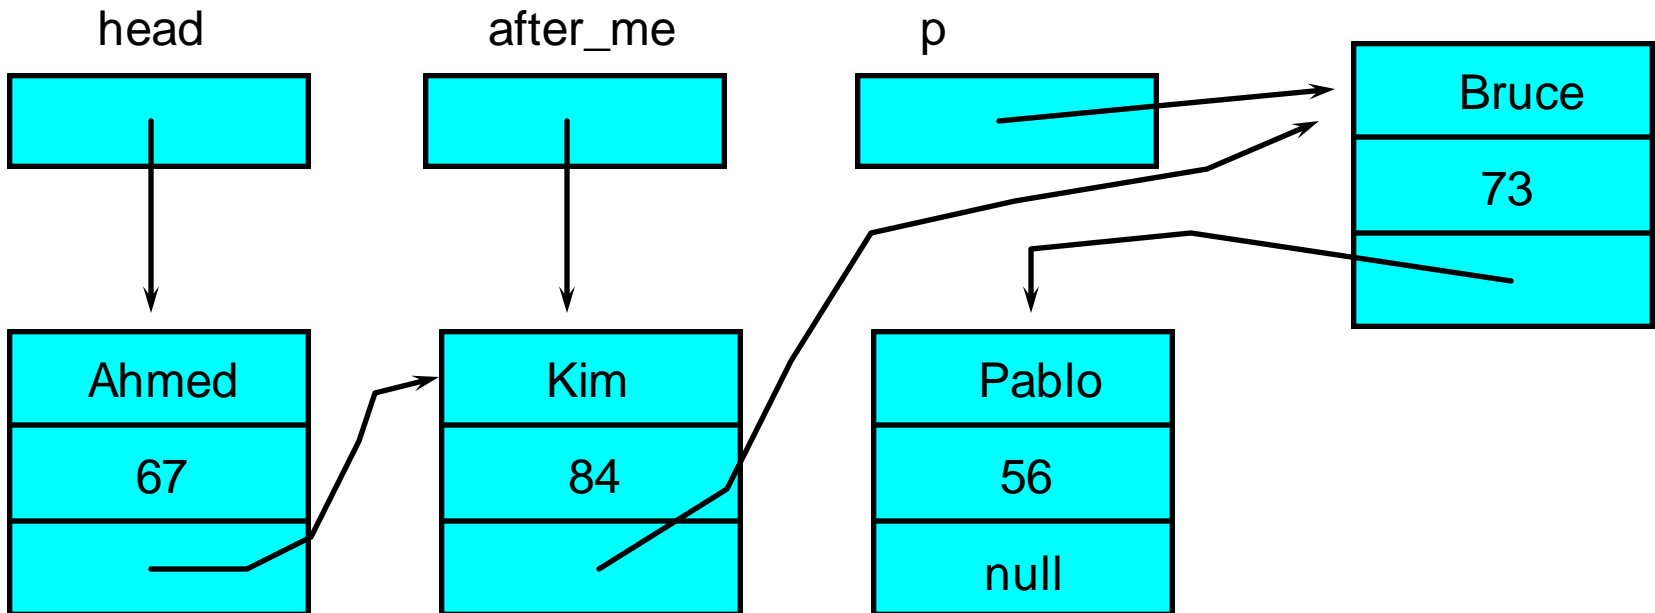 head
after_me
p
Bruce
73
Ahmed
67
Kim
84
Pablo
56
null